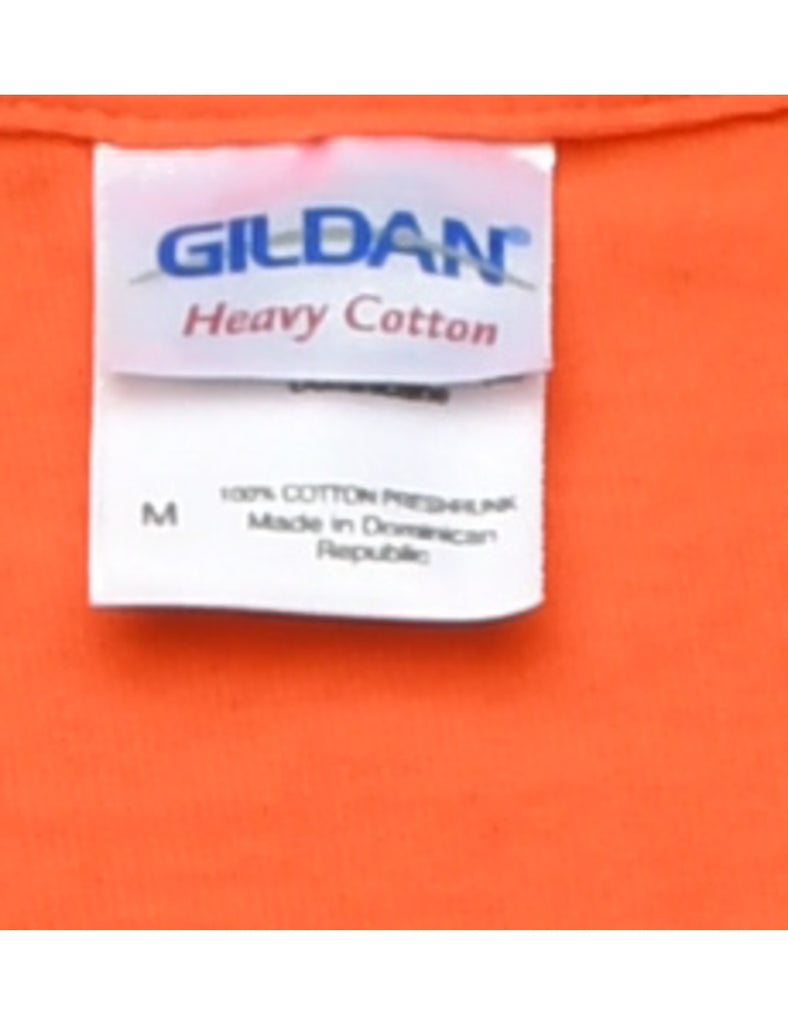 GILDAN®
Heavy Cotton
M
100% COTTON PRESHRUNK
Made in Dominican
Republic